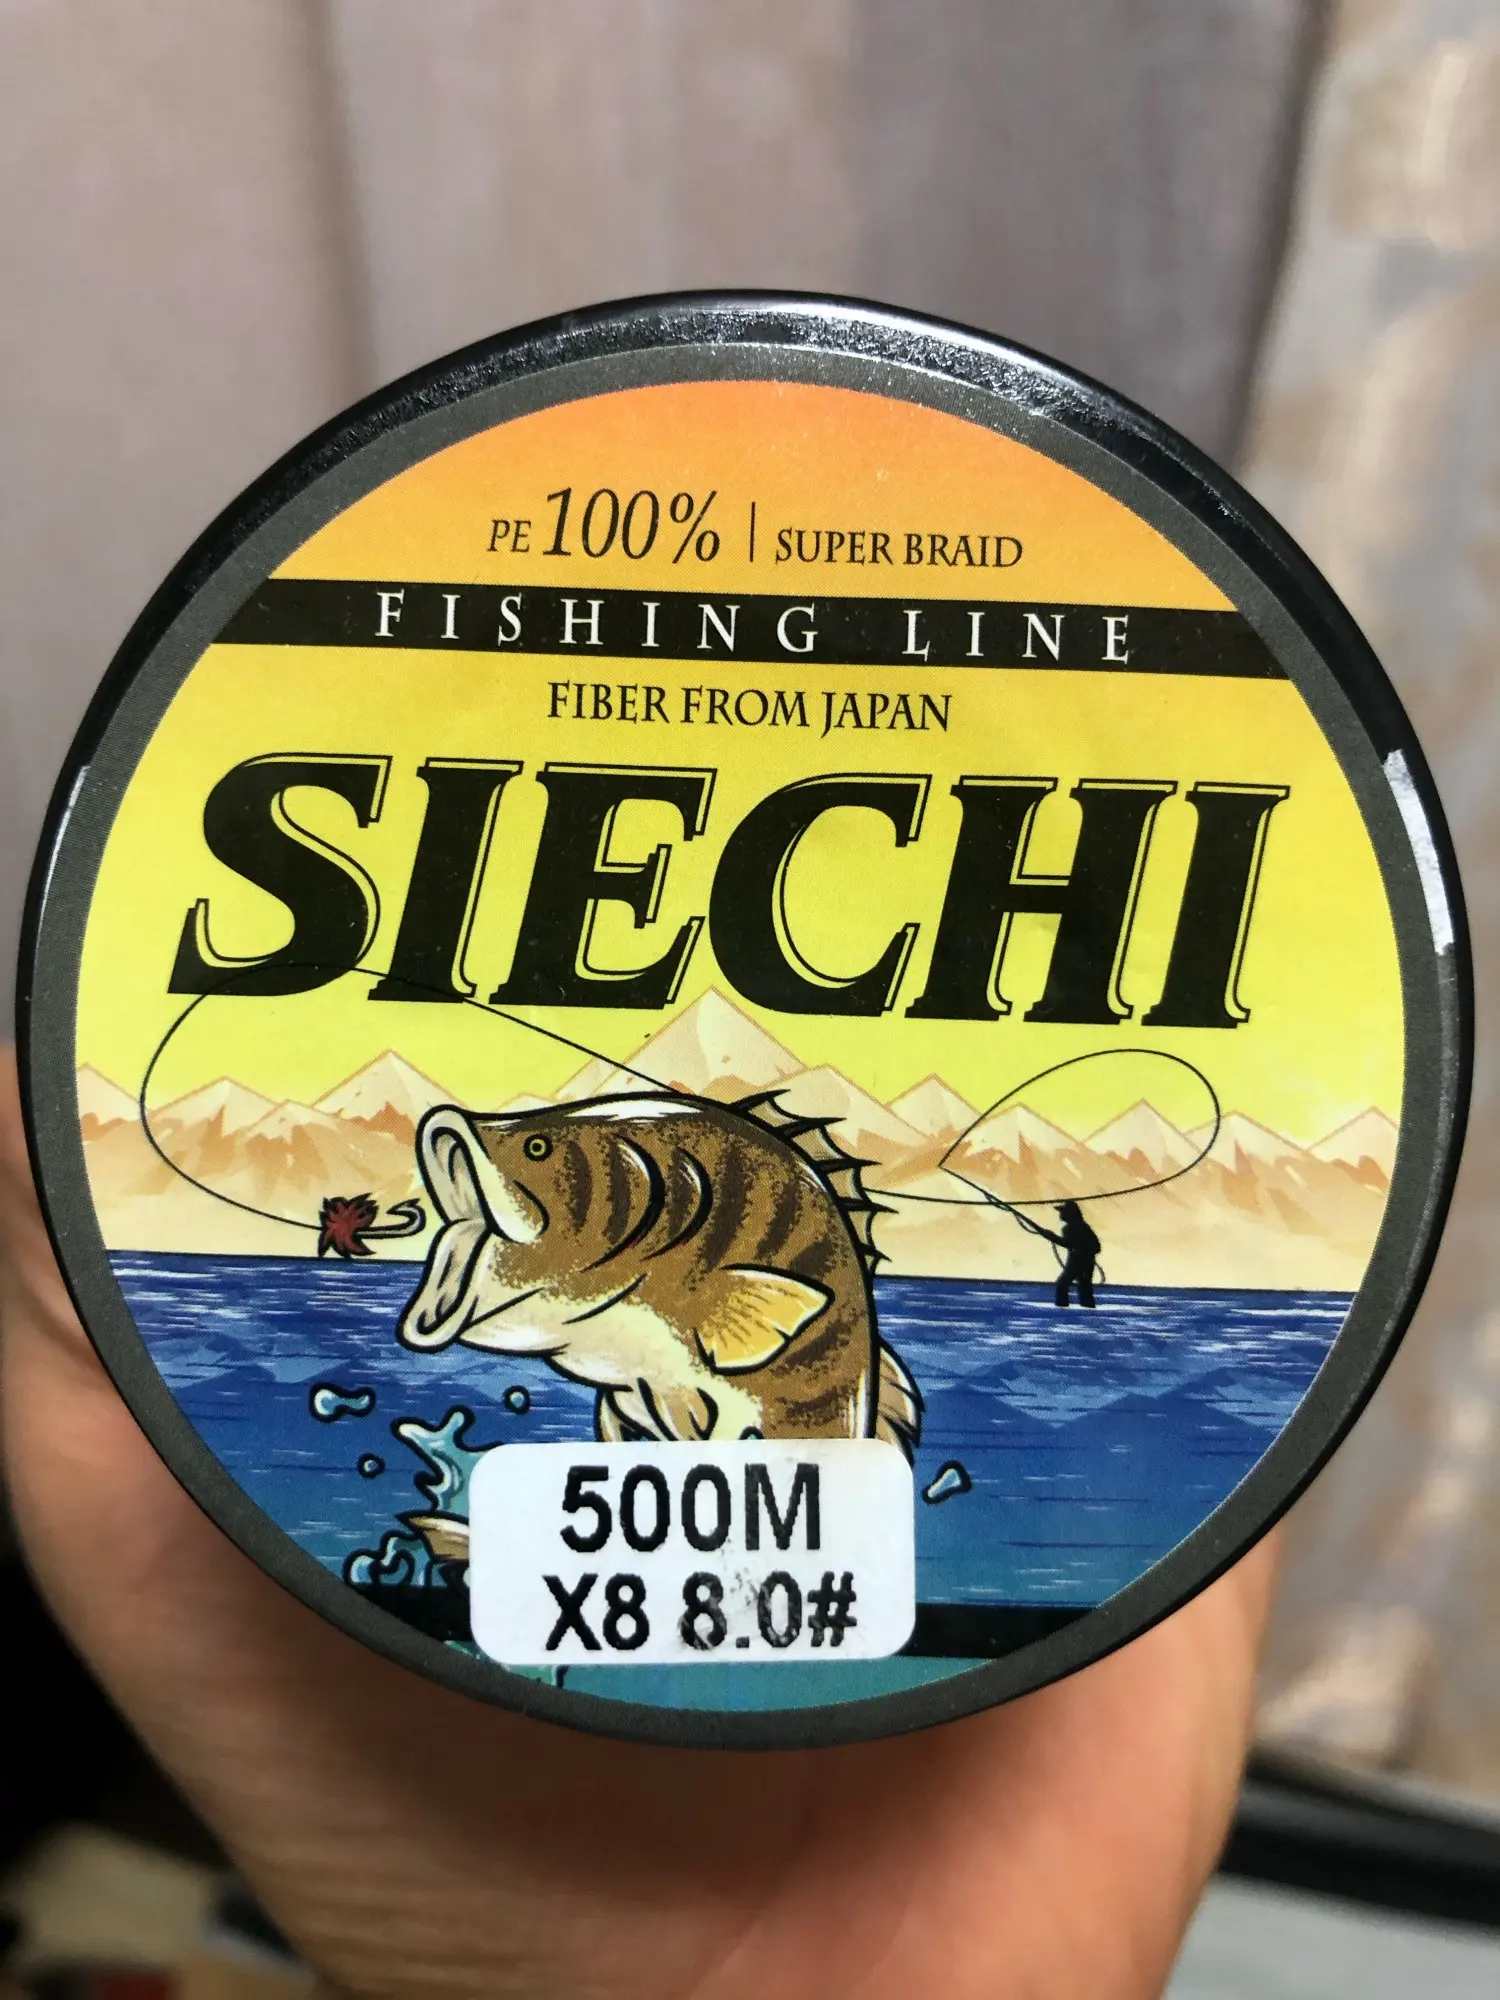 PE 100% | SUPER BRAID
FISHING LINE
FIBER FROM JAPAN
SIECHI
500M
X8 8.0#